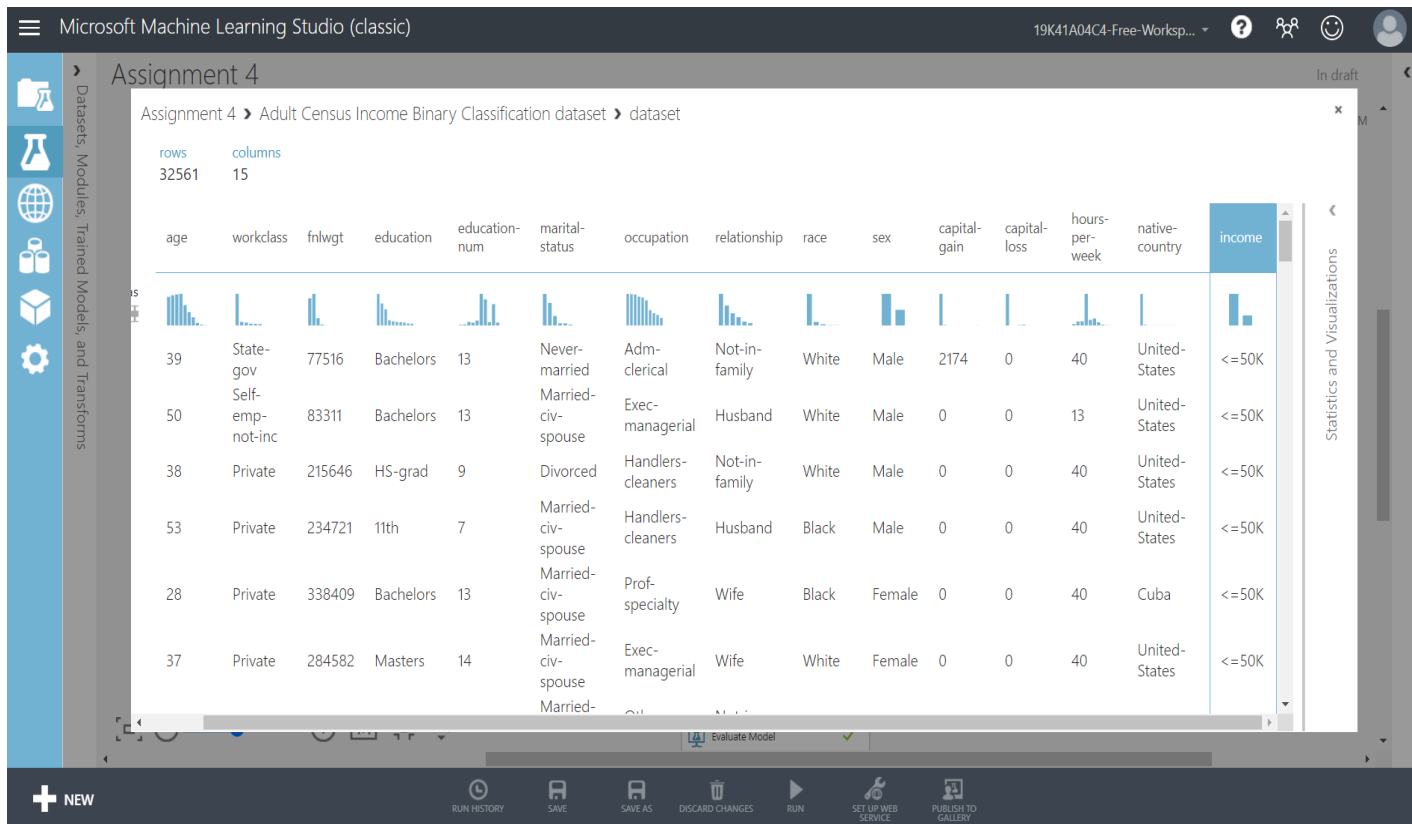 Microsoft Machine Learning Studio (classic)
19K41A04C4-Free-Worksp...
Assignment 4
In draft
Datasets, Modules, Trained Models, and Transforms
Assignment 4 > Adult Census Income Binary Classification dataset > dataset
rows columns
32561 15
age workclass fnlwgt education education-num marital-status occupation relationship race sex capital-gain capital-loss hours-per-week native-country income
39 State-gov 77516 Bachelors 13 Never-married Adm-clerical Not-in-family White Male 2174 0 40 United-States <=50K
50 Self-emp-not-inc 83311 Bachelors 13 Married-civ-spouse Exec-managerial Husband White Male 0 0 13 United-States <=50K
38 Private 215646 HS-grad 9 Divorced Handlers-cleaners Not-in-family White Male 0 0 40 United-States <=50K
53 Private 234721 11th 7 Married-civ-spouse Handlers-cleaners Husband Black Male 0 0 40 United-States <=50K
28 Private 338409 Bachelors 13 Married-civ-spouse Prof-specialty Wife Black Female 0 0 40 Cuba <=50K
37 Private 284582 Masters 14 Married-civ-spouse Exec-managerial Wife White Female 0 0 40 United-States <=50K
Married-
Statistics and Visualizations
Evaluate Model
NEW
RUN HISTORY
SAVE
SAVE AS
DISCARD CHANGES
RUN
SET UP WEB SERVICE
PUBLISH TO GALLERY